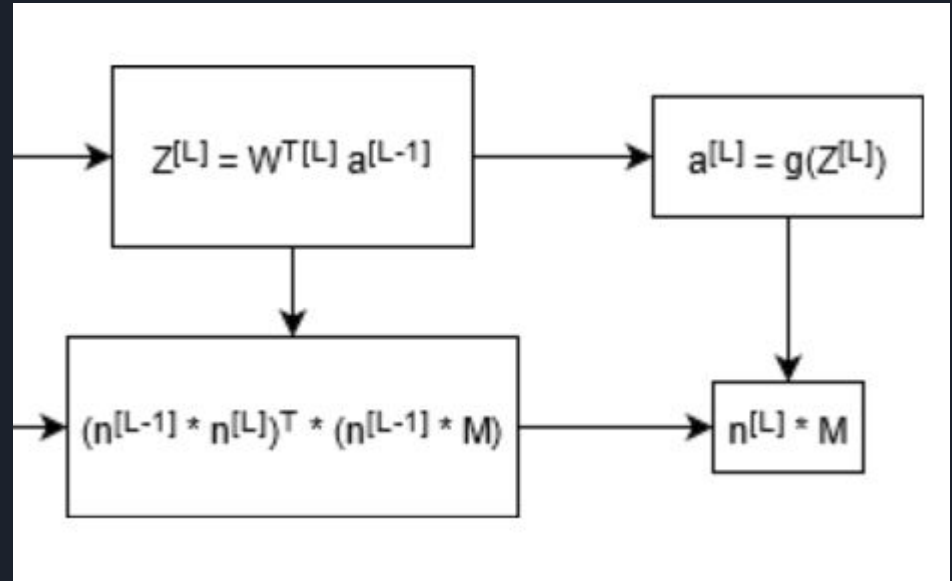 Z[L] = WT[L] a[L-1]
a[L] = g(Z[L])
(n[L-1] * n[L])T * (n[L-1] * M)
n[L] * M